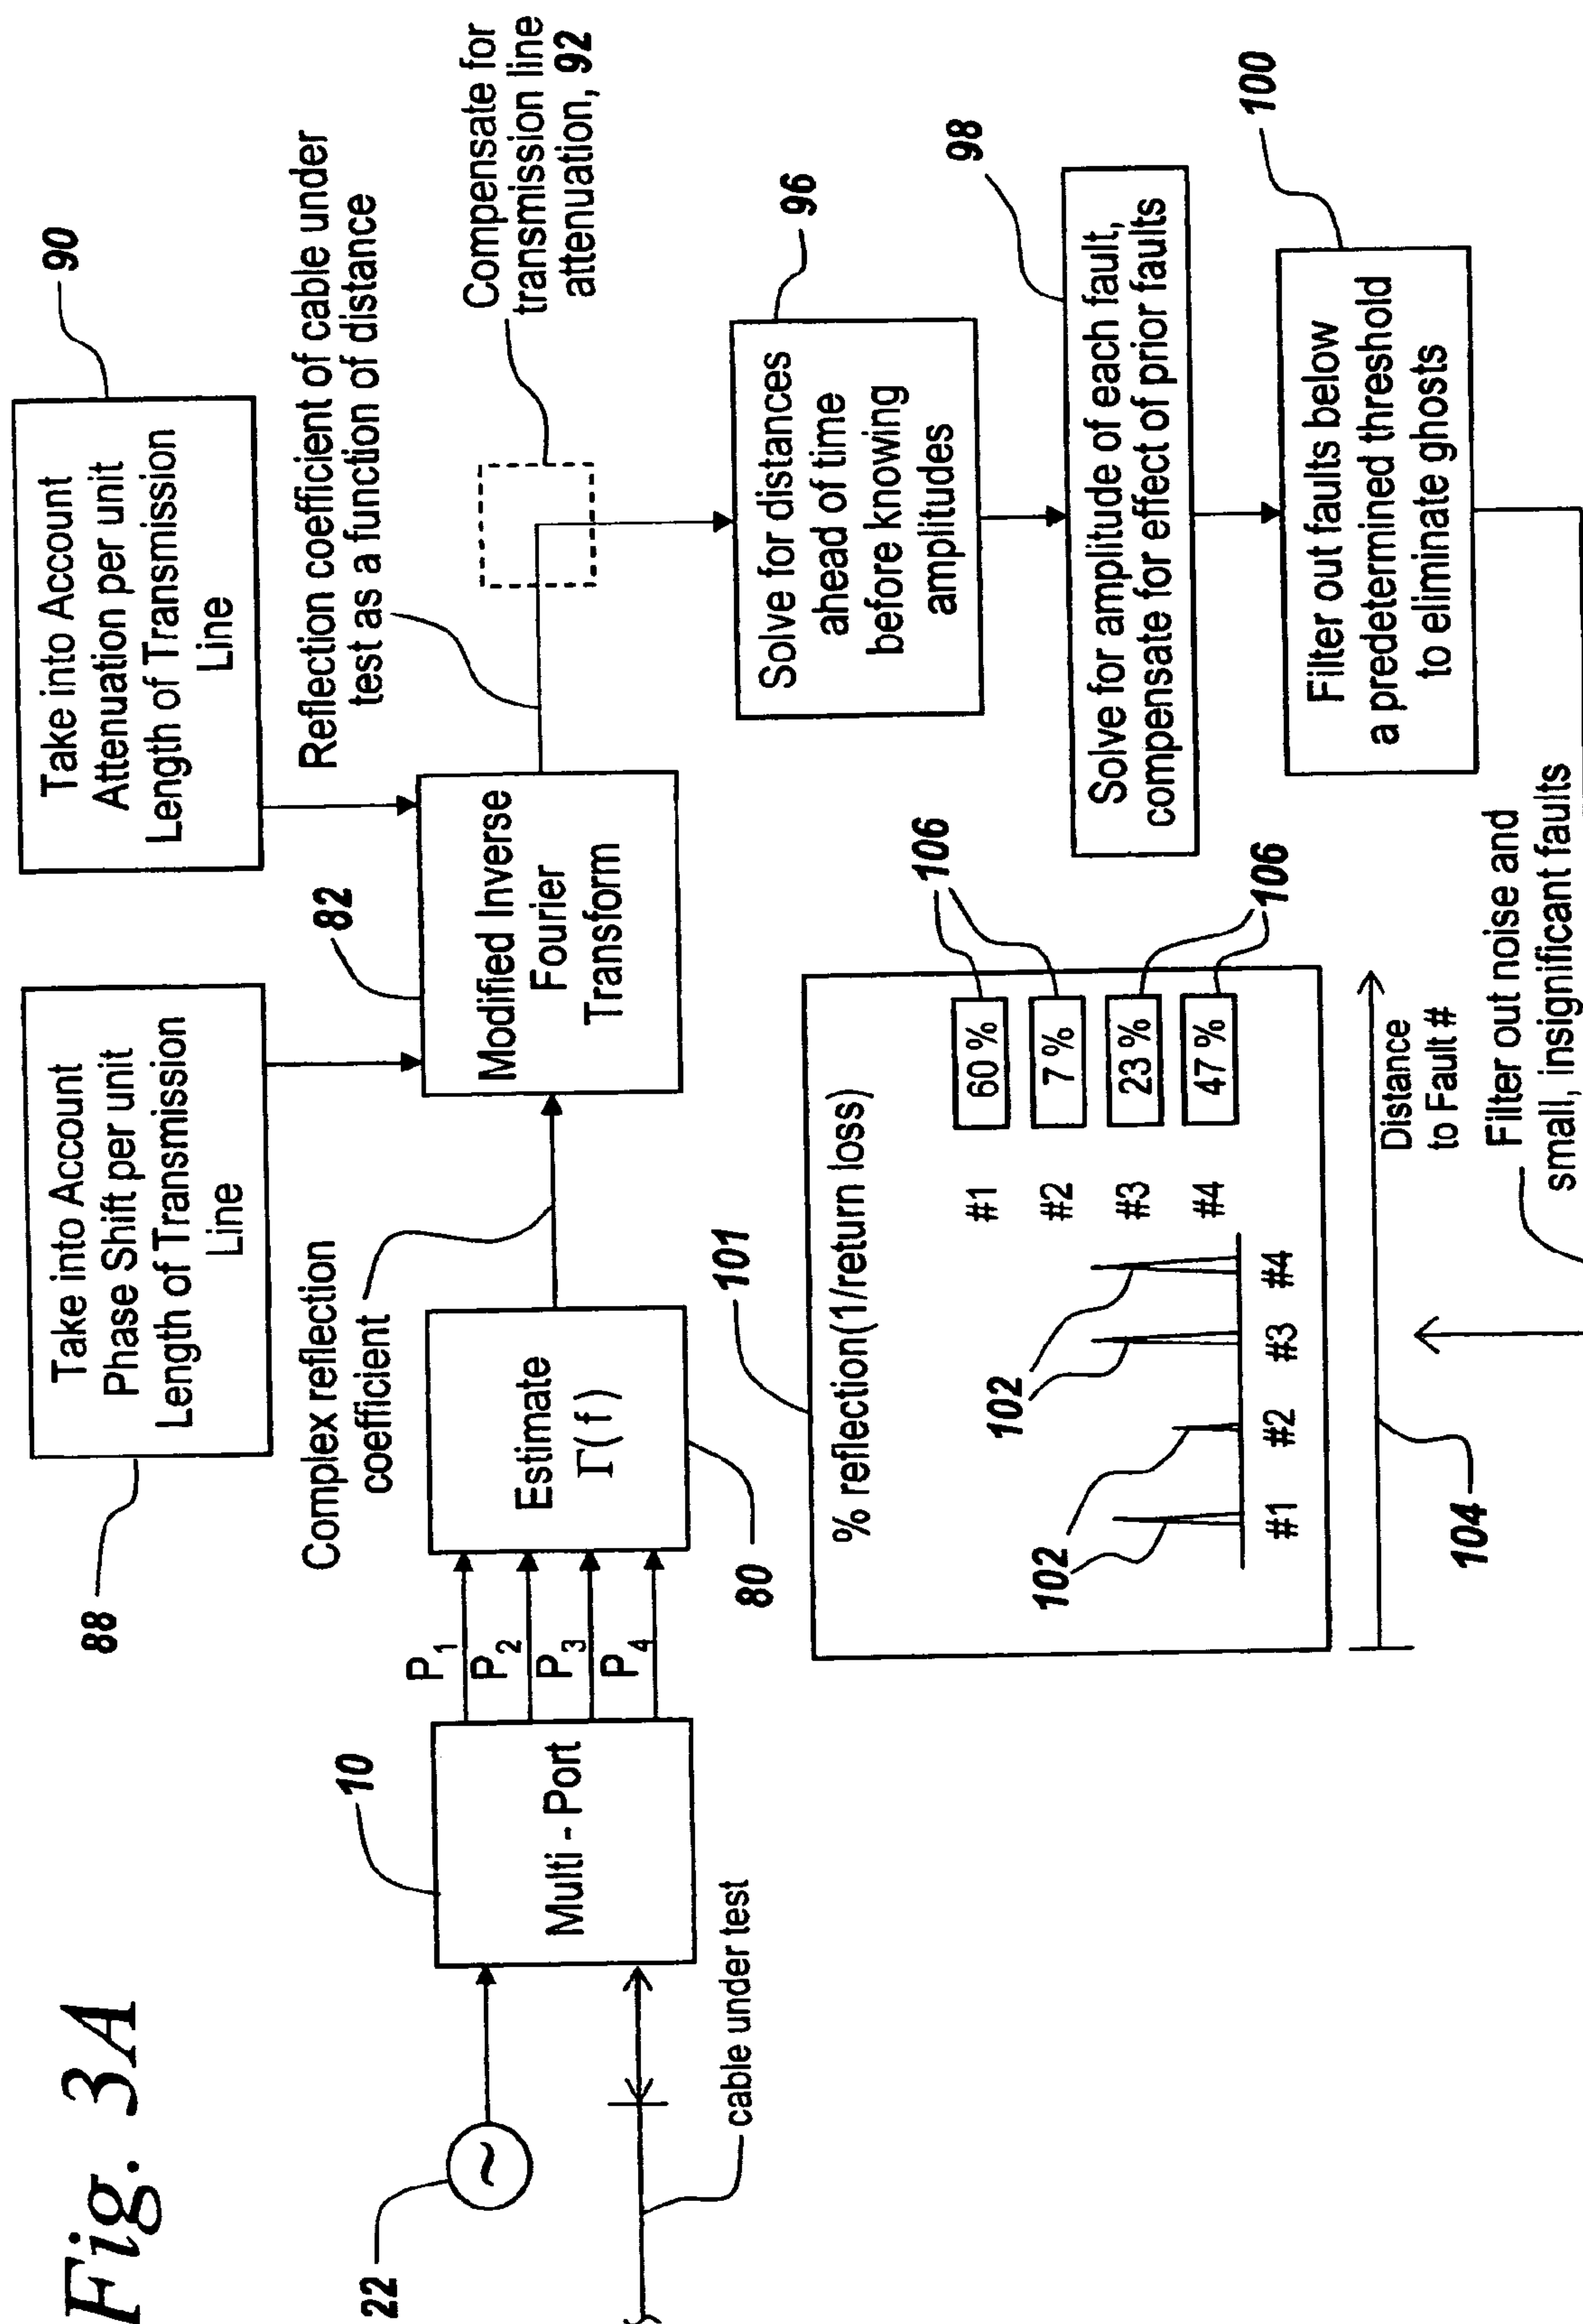 Fig. 3A
88
Take into Account
Phase Shift per unit
Length of Transmission
Line
90
Take into Account
Attenuation per unit
Length of Transmission
Line
22
10
Multi - Port
cable under test
P1
P2
P3
P4
Estimate
Γ(f)
80
Complex reflection
coefficient
82
Modified Inverse
Fourier
Transform
Reflection coefficient of cable under
test as a function of distance
Compensate for
transmission line
attenuation, 92
96
Solve for distances
ahead of time
before knowing
amplitudes
98
Solve for amplitude of each fault,
compensate for effect of prior faults
100
Filter out faults below
a predetermined threshold
to eliminate ghosts
101
% reflection(1/return loss)
102
102
#1
#2
#3
#4
#1
60 %
#2
7 %
#3
23 %
#4
47 %
106
106
104
Distance
to Fault #
Filter out noise and
small, insignificant faults